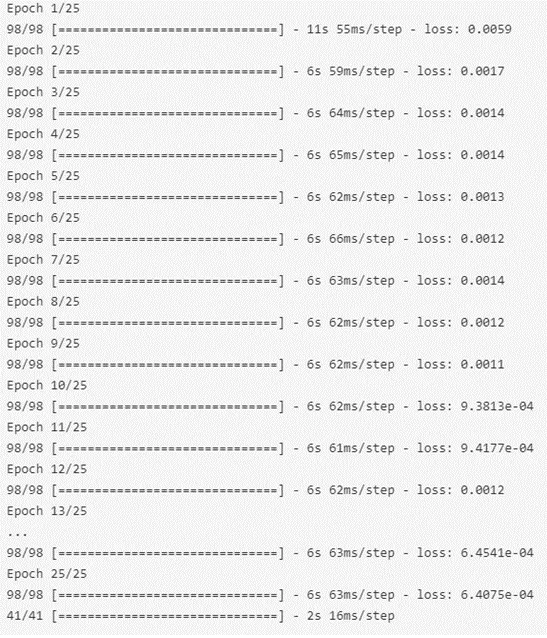 Epoch 1/25
98/98 [==============================] - 11s 55ms/step - loss: 0.0059
Epoch 2/25
98/98 [==============================] - 6s 59ms/step - loss: 0.0017
Epoch 3/25
98/98 [==============================] - 6s 64ms/step - loss: 0.0014
Epoch 4/25
98/98 [==============================] - 6s 65ms/step - loss: 0.0014
Epoch 5/25
98/98 [==============================] - 6s 62ms/step - loss: 0.0013
Epoch 6/25
98/98 [==============================] - 6s 66ms/step - loss: 0.0012
Epoch 7/25
98/98 [==============================] - 6s 63ms/step - loss: 0.0014
Epoch 8/25
98/98 [==============================] - 6s 62ms/step - loss: 0.0012
Epoch 9/25
98/98 [==============================] - 6s 62ms/step - loss: 0.0011
Epoch 10/25
98/98 [==============================] - 6s 62ms/step - loss: 9.3813e-04
Epoch 11/25
98/98 [==============================] - 6s 61ms/step - loss: 9.4177e-04
Epoch 12/25
98/98 [==============================] - 6s 62ms/step - loss: 0.0012
Epoch 13/25
...
98/98 [==============================] - 6s 63ms/step - loss: 6.4541e-04
Epoch 25/25
98/98 [==============================] - 6s 63ms/step - loss: 6.4075e-04
41/41 [==============================] - 2s 16ms/step